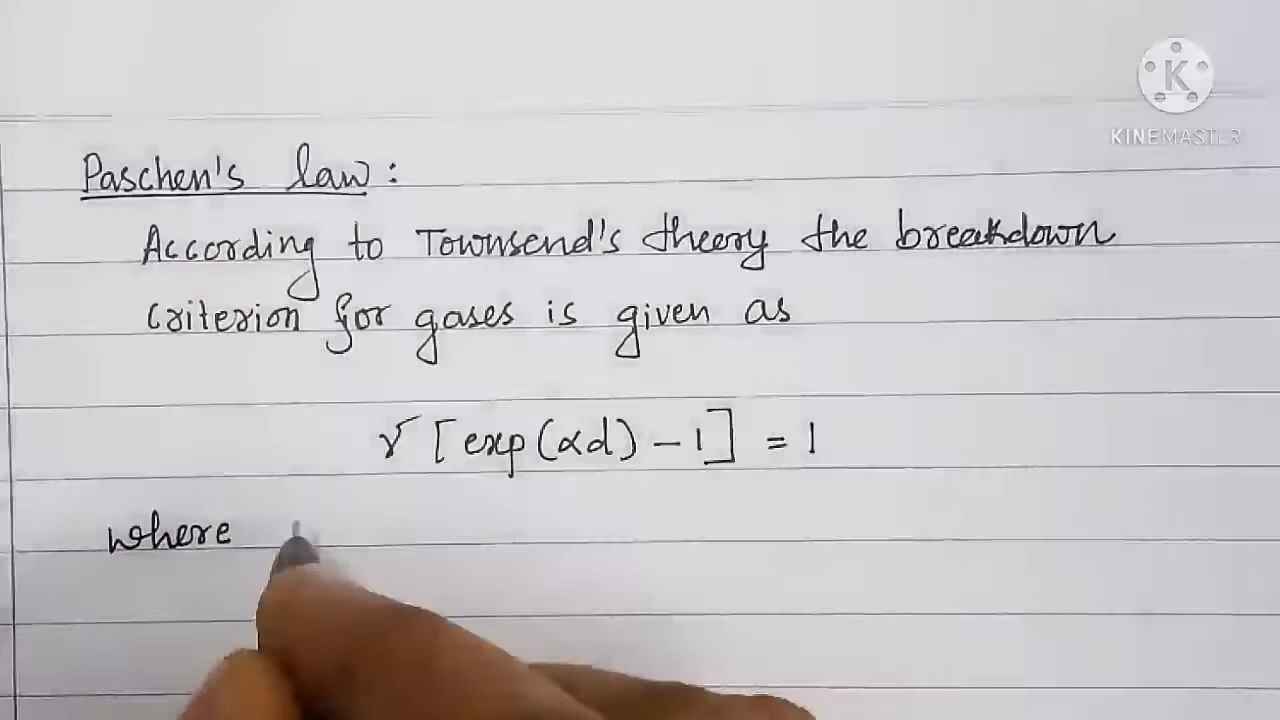 K
KINEMASTER
Paschen's law:
According to Townsend's theory the breakdown
criterion for gases is given as
γ [exp(αd) - 1] = 1
where